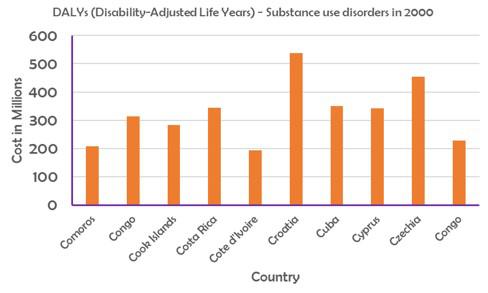 DALYs (Disability-Adjusted Life Years) - Substance use disorders in 2000
Cost in Millions
600
500
400
300
200
100
0
Comoros
Congo
Cook Islands
Costa Rica
Cote d'Ivoire
Croatia
Cuba
Cyprus
Czechia
Congo
Country